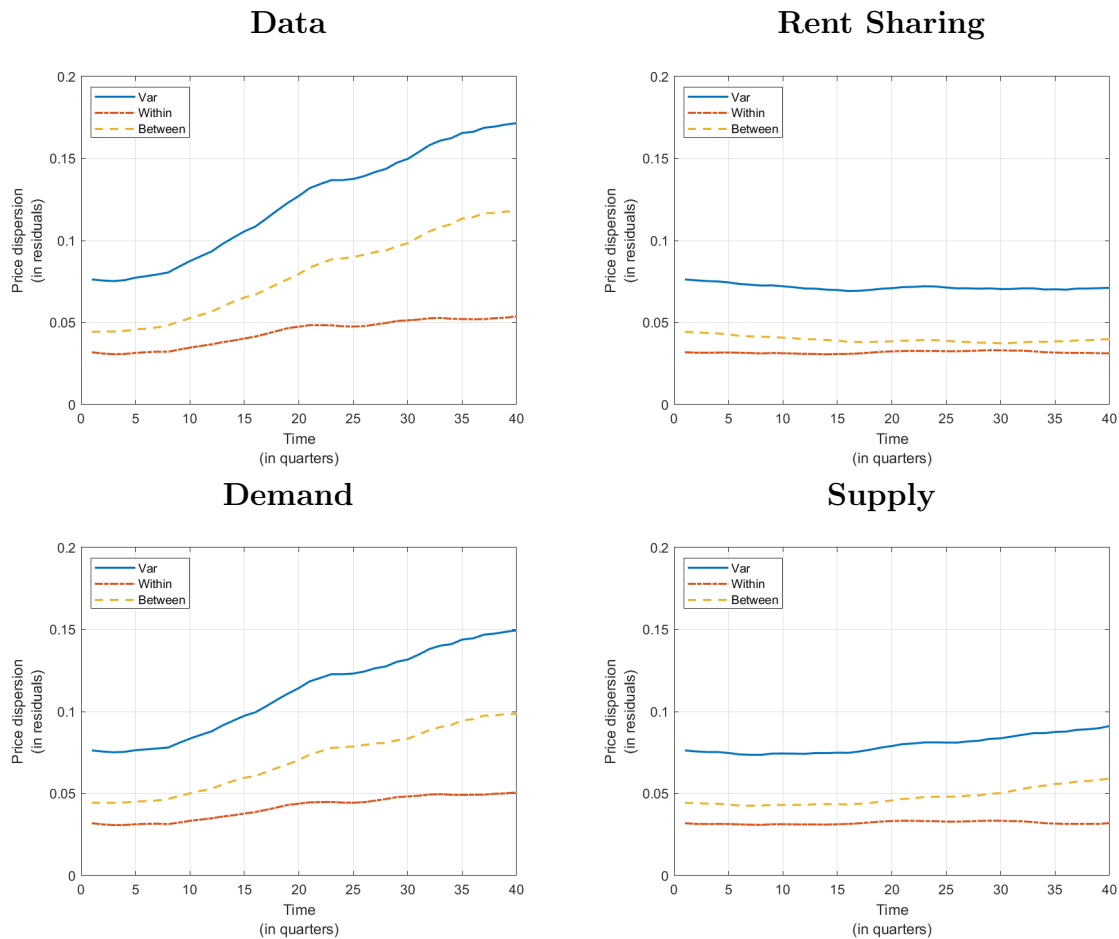 Data
0.2
0.15
0.1
0.05
0
Price dispersion
(in residuals)
Var
Within
Between
0 5 10 15 20 25 30 35 40
Time
(in quarters)
Rent Sharing
0.2
0.15
0.1
0.05
0
Price dispersion
(in residuals)
Var
Within
Between
0 5 10 15 20 25 30 35 40
Time
(in quarters)
Demand
0.2
0.15
0.1
0.05
0
Price dispersion
(in residuals)
Var
Within
Between
0 5 10 15 20 25 30 35 40
Time
(in quarters)
Supply
0.2
0.15
0.1
0.05
0
Price dispersion
(in residuals)
Var
Within
Between
0 5 10 15 20 25 30 35 40
Time
(in quarters)